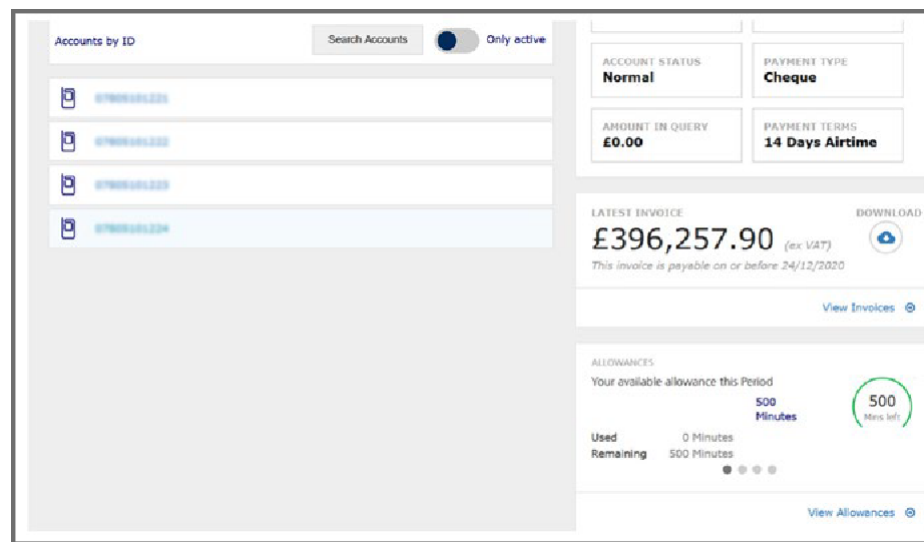 Accounts by ID
Search Accounts
Only active
ACCOUNT STATUS
Normal
PAYMENT TYPE
Cheque
AMOUNT IN QUERY
£0.00
PAYMENT TERMS
14 Days Airtime
LATEST INVOICE
DOWNLOAD
£396,257.90 (ex VAT)
This invoice is payable on or before 24/12/2020
View Invoices
ALLOWANCES
Your available allowance this Period
500
Minutes
500
Mins left
Used 0 Minutes
Remaining 500 Minutes
View Allowances